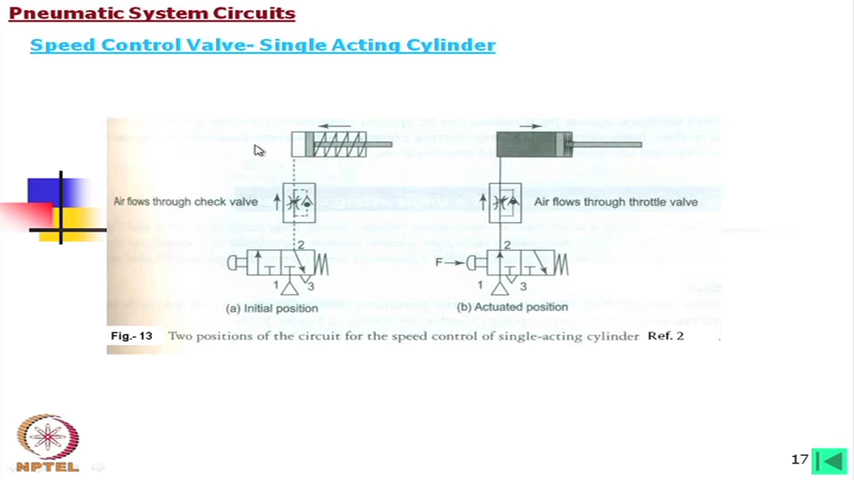 Pneumatic System Circuits
Speed Control Valve- Single Acting Cylinder
Air flows through check valve
Air flows through throttle valve
2
2
F
1
3
1
3
(a) Initial position
(b) Actuated position
Fig.- 13 Two positions of the circuit for the speed control of single-acting cylinder Ref. 2
NPTEL
17